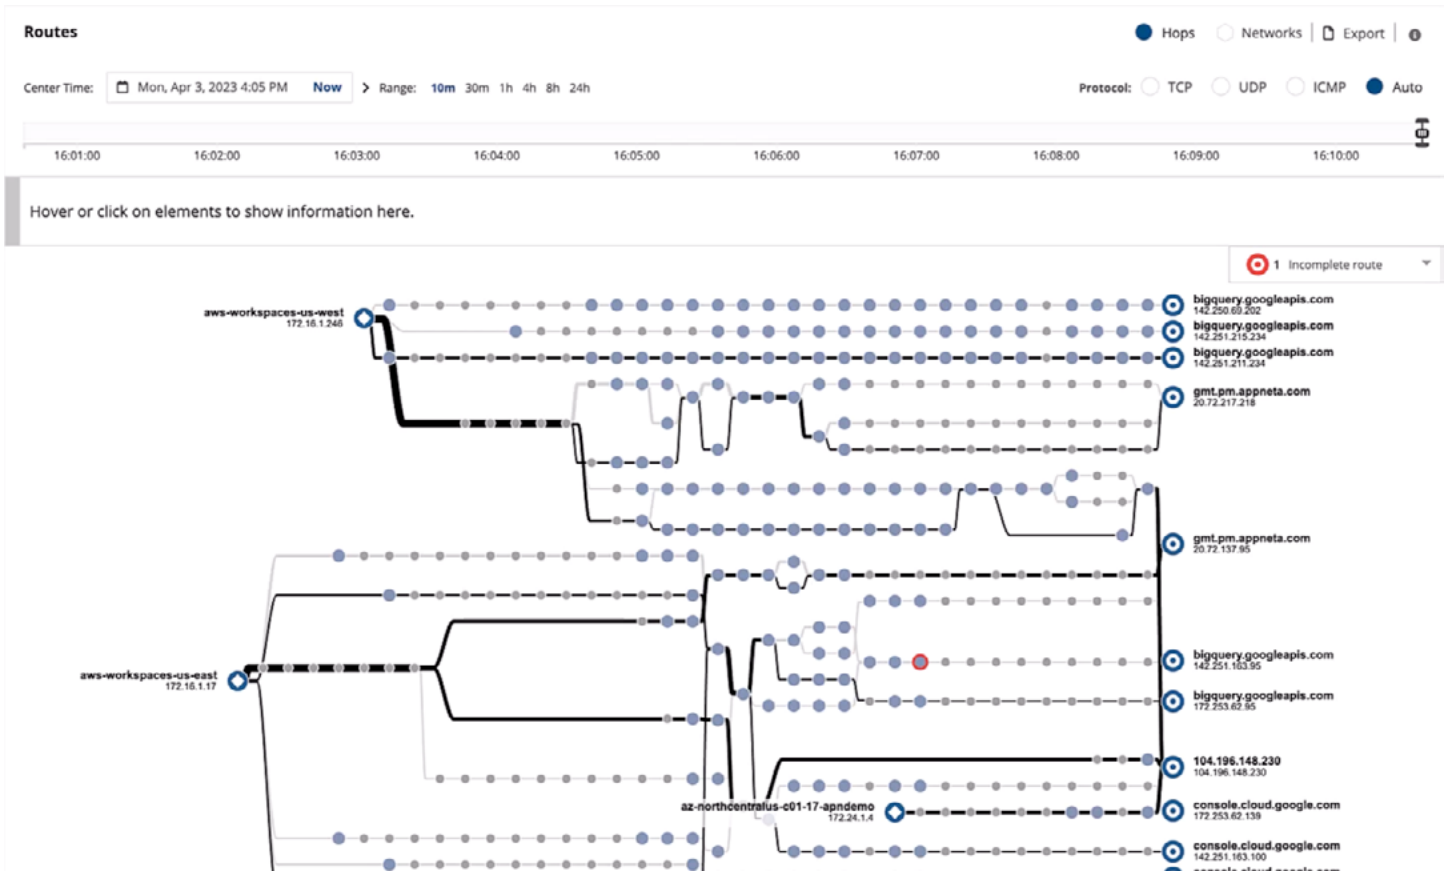 Routes
Hops Networks Export
Center Time: Mon, Apr 3, 2023 4:05 PM Now Range: 10m 30m 1h 4h 8h 24h
Protocol: TCP UDP ICMP Auto
16:01:00 16:02:00 16:03:00 16:04:00 16:05:00 16:06:00 16:07:00 16:08:00 16:09:00 16:10:00
Hover or click on elements to show information here.
1 Incomplete route
aws-workspaces-us-west
172.16.1.246
bigquery.googleapis.com
142.250.69.202
bigquery.googleapis.com
142.251.215.234
bigquery.googleapis.com
142.251.211.234
gmt.pm.appneta.com
20.72.217.218
gmt.pm.appneta.com
20.72.137.95
aws-workspaces-us-east
172.16.1.17
bigquery.googleapis.com
142.251.163.95
bigquery.googleapis.com
172.253.62.95
104.196.148.230
104.196.148.230
az-northcentralus-c01-17-apndemo
172.24.1.4
console.cloud.google.com
172.253.62.139
console.cloud.google.com
142.251.163.100
console.cloud.google.com